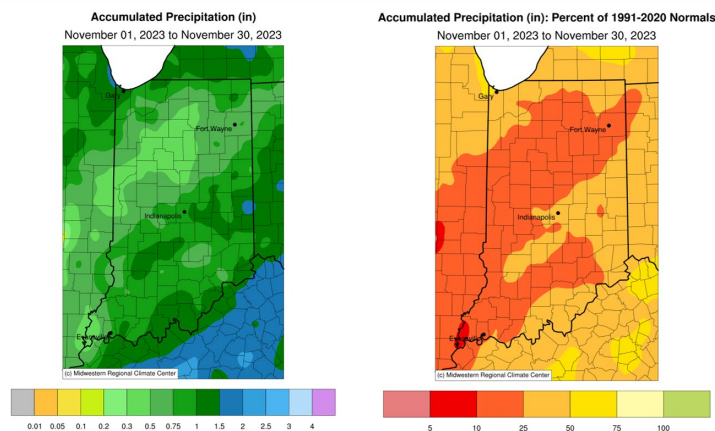 Accumulated Precipitation (in)
November 01, 2023 to November 30, 2023
Gary
Fort Wayne
Indianapolis
Evansville
(c) Midwestern Regional Climate Center
0.01 0.05 0.1 0.2 0.3 0.5 0.75 1 1.5 2 2.5 3 4
Accumulated Precipitation (in): Percent of 1991-2020 Normals
November 01, 2023 to November 30, 2023
Gary
Fort Wayne
Indianapolis
Evansville
(c) Midwestern Regional Climate Center
5 10 25 50 75 100